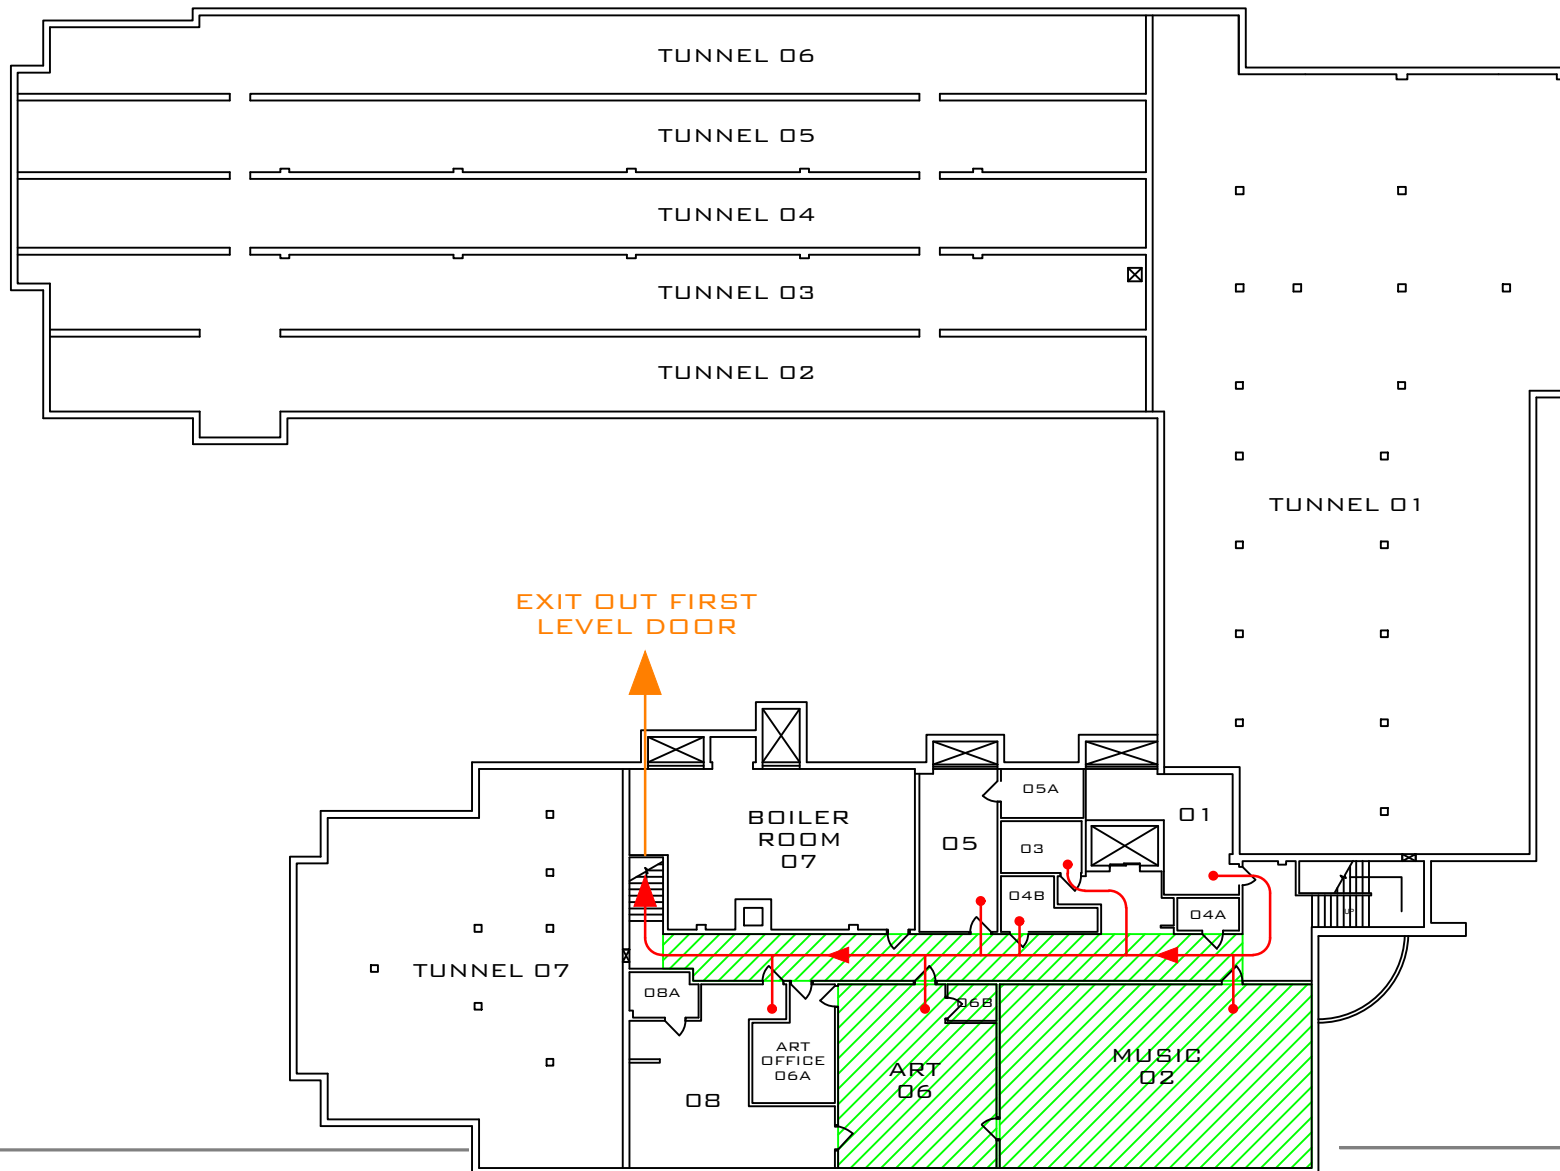 TUNNEL 06
TUNNEL 05
TUNNEL 04
TUNNEL 03
TUNNEL 02
TUNNEL 01
EXIT OUT FIRST
LEVEL DOOR
BOILER
ROOM
07
05
05A
03
04B
01
04A
UP
TUNNEL 07
08A
08
ART
OFFICE
06A
ART
06
06B
MUSIC
02